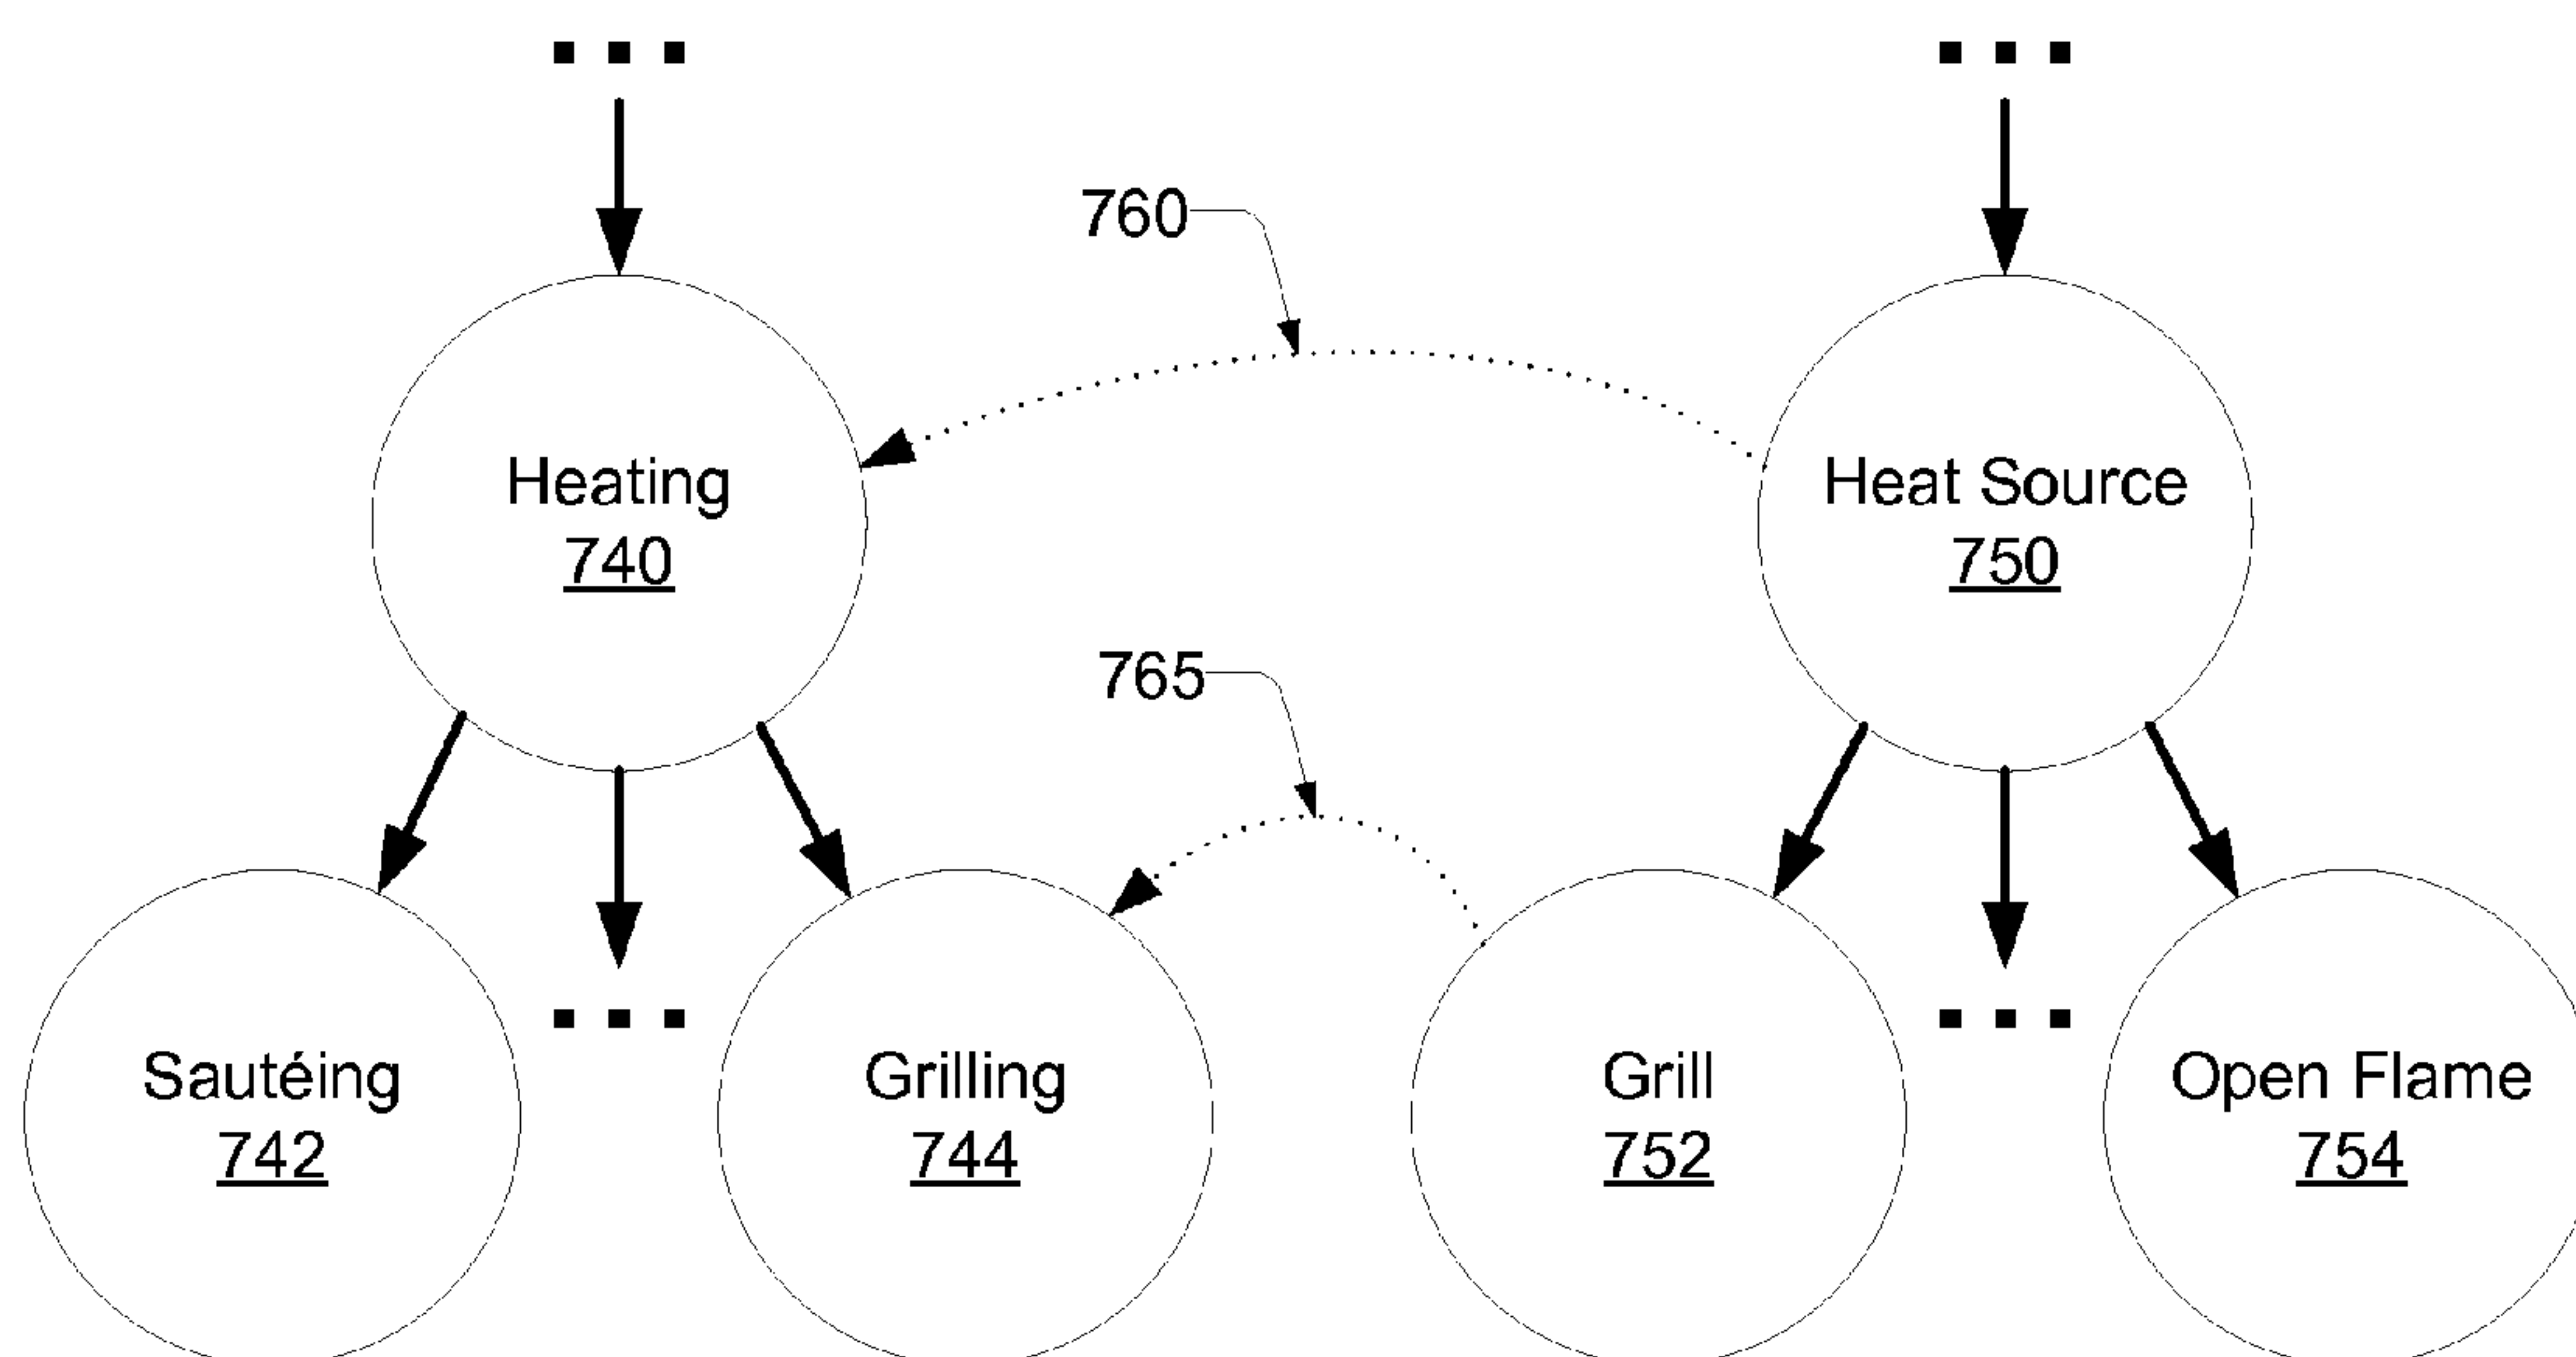 760
Heating
740
Heat Source
750
765
Sautéing
742
Grilling
744
Grill
752
Open Flame
754